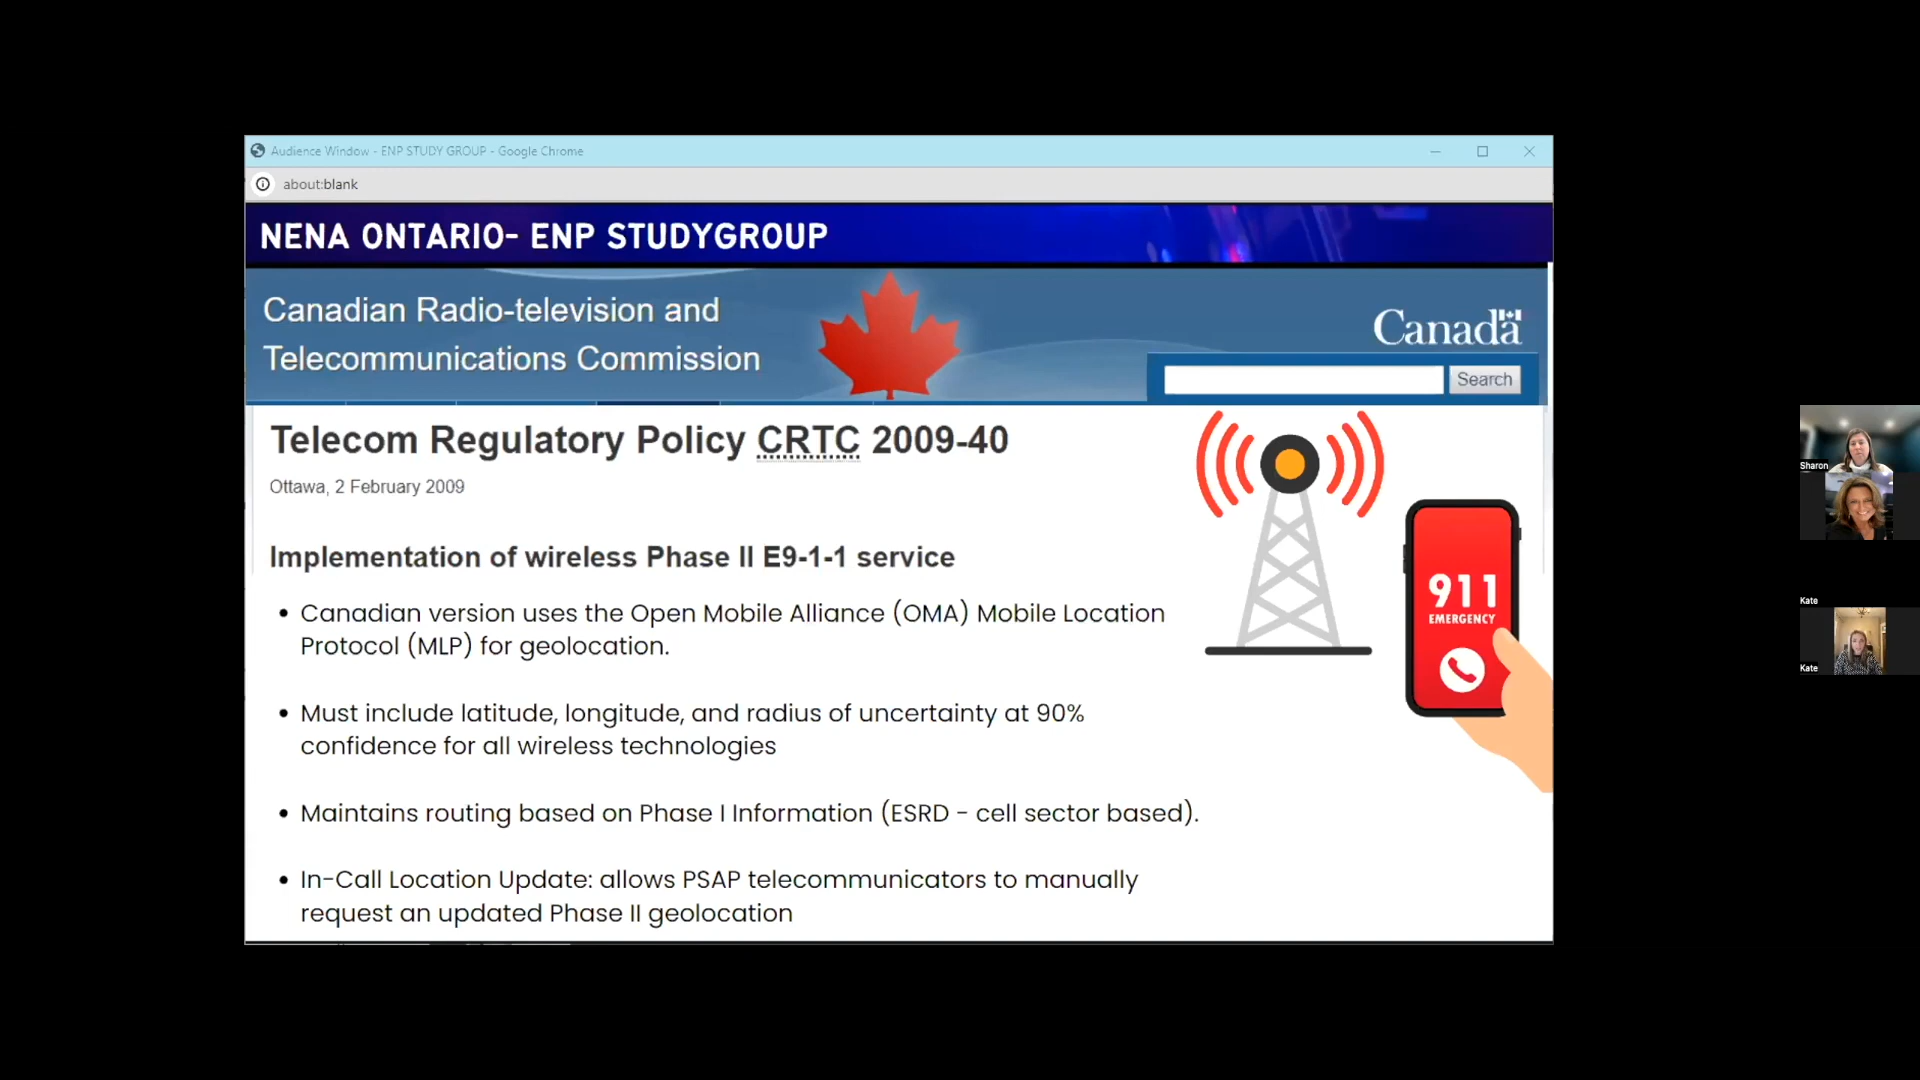 Audience Window - ENP STUDY GROUP - Google Chrome
about:blank
NENA ONTARIO- ENP STUDYGROUP
Canadian Radio-television and
Telecommunications Commission
Canada
Search
Telecom Regulatory Policy CRTC 2009-40
Ottawa, 2 February 2009
Implementation of wireless Phase II E9-1-1 service
• Canadian version uses the Open Mobile Alliance (OMA) Mobile Location
Protocol (MLP) for geolocation.
• Must include latitude, longitude, and radius of uncertainty at 90%
confidence for all wireless technologies
• Maintains routing based on Phase I Information (ESRD - cell sector based).
• In-Call Location Update: allows PSAP telecommunicators to manually
request an updated Phase II geolocation
911
EMERGENCY
Sharon
Kate
Kate